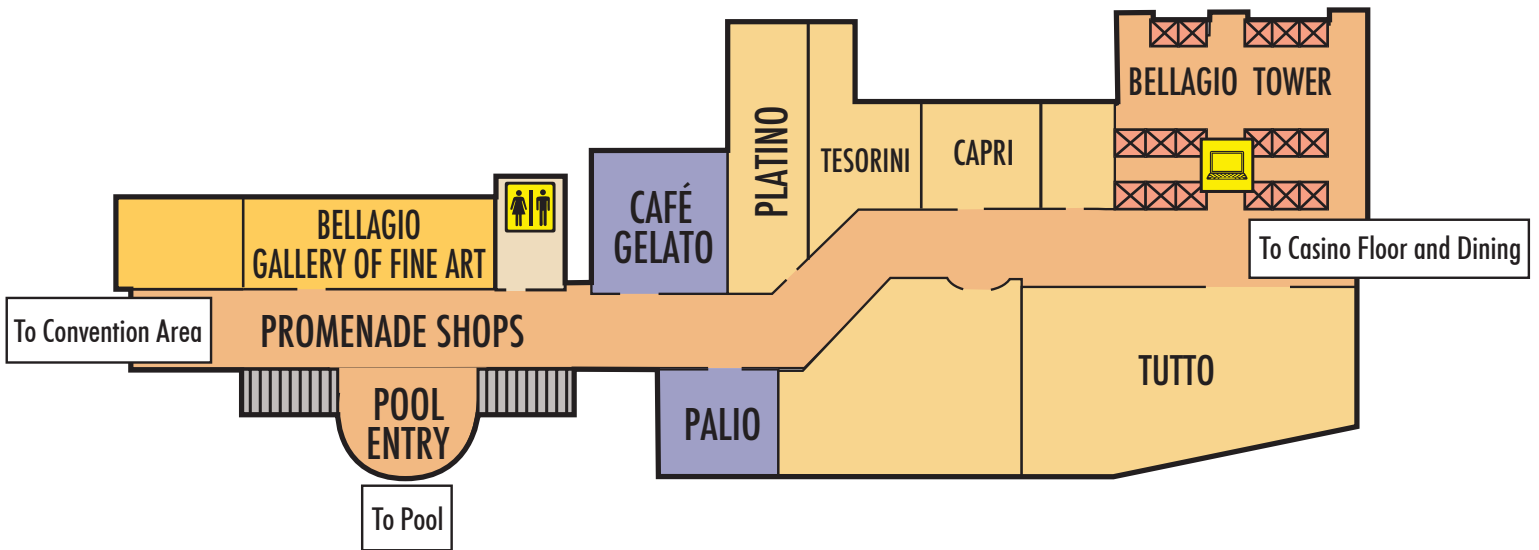 BELLAGIO TOWER
PLATINO
TESORINI
CAPRI
CAFÉ
GELATO
BELLAGIO
GALLERY OF FINE ART
To Casino Floor and Dining
To Convention Area
PROMENADE SHOPS
TUTTO
POOL
ENTRY
PALIO
To Pool